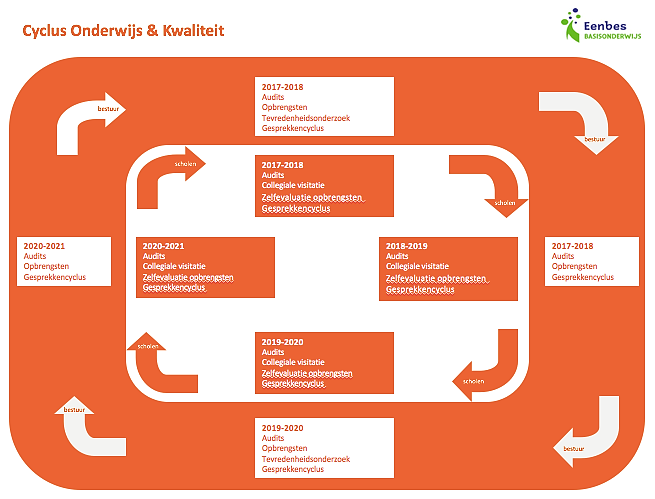 Cyclus Onderwijs & Kwaliteit
Eenbes
BASISONDERWIJS
2017-2018
Audits
Opbrengsten
Tevredenheidsonderzoek
Gesprekkencyclus
bestuur
bestuur
scholen
2017-2018
Audits
Collegiale visitatie
Zelfevaluatie opbrengsten
Gesprekkencyclus
scholen
2020-2021
Audits
Opbrengsten
Gesprekkencyclus
2020-2021
Audits
Collegiale visitatie
Zelfevaluatie opbrengsten
Gesprekkencyclus
2018-2019
Audits
Collegiale visitatie
Zelfevaluatie opbrengsten
Gesprekkencyclus
2017-2018
Audits
Opbrengsten
Gesprekkencyclus
scholen
2019-2020
Audits
Collegiale visitatie
Zelfevaluatie opbrengsten
Gesprekkencyclus
scholen
bestuur
2019-2020
Audits
Opbrengsten
Tevredenheidsonderzoek
Gesprekkencyclus
bestuur